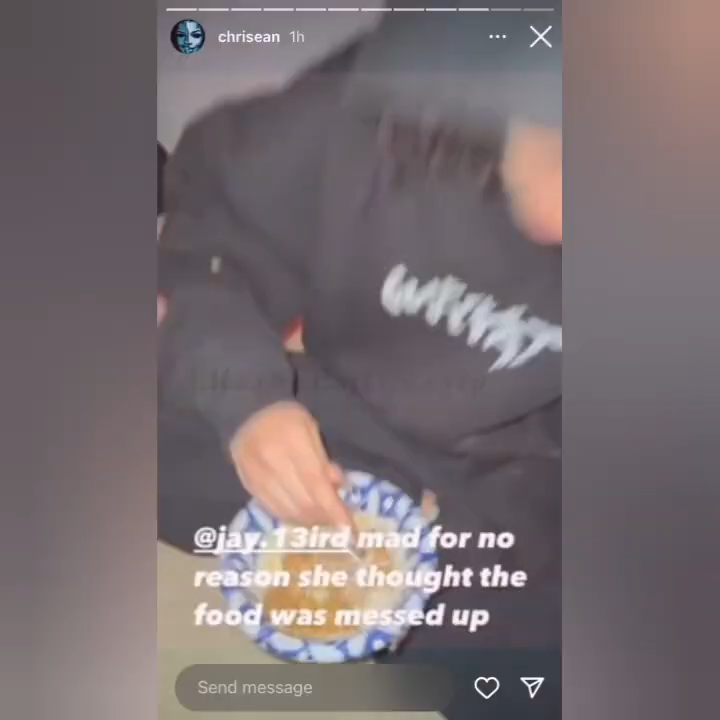 chrisean 1h
@jay.13ird mad for no
reason she thought the
food was messed up
Send message